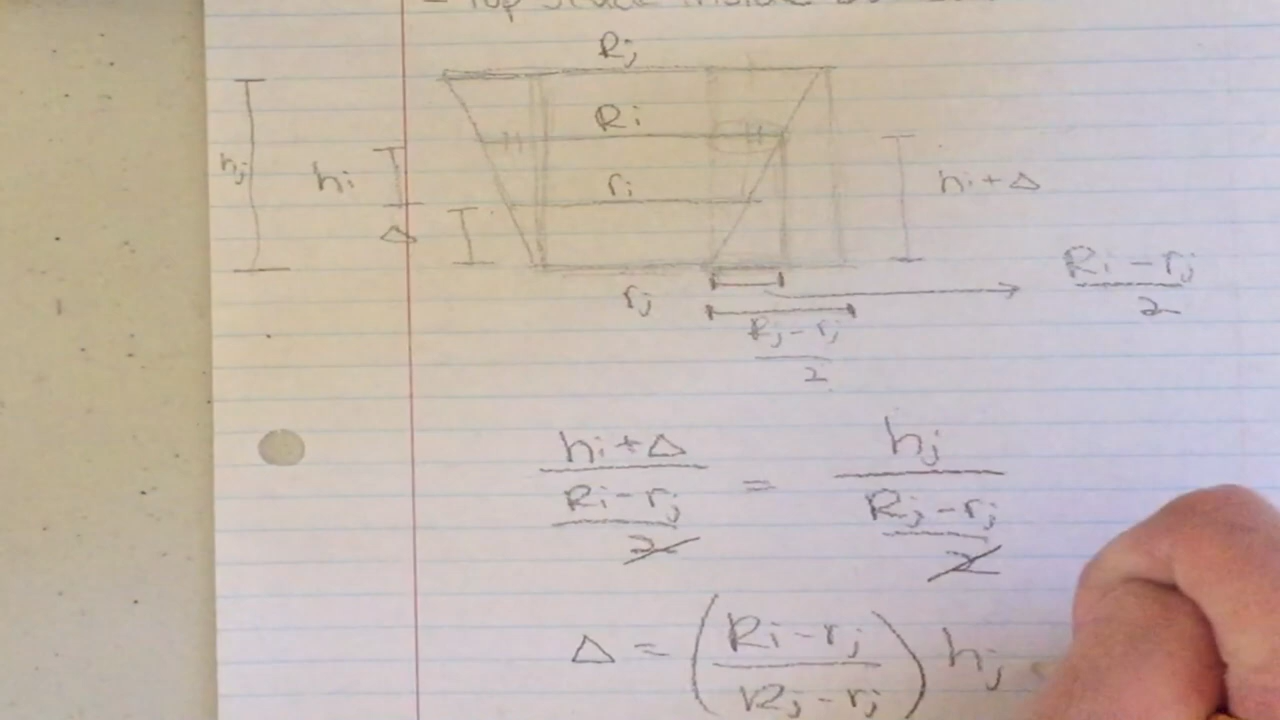 Rj
Ri
hj
hi
ri
hi + Δ
Δ
rj
Ri - rj
2
Rj - rj
2
hi + Δ
Ri - rj
2
=
hj
Rj - rj
2
Δ = (Ri - rj / Rj - rj) hj